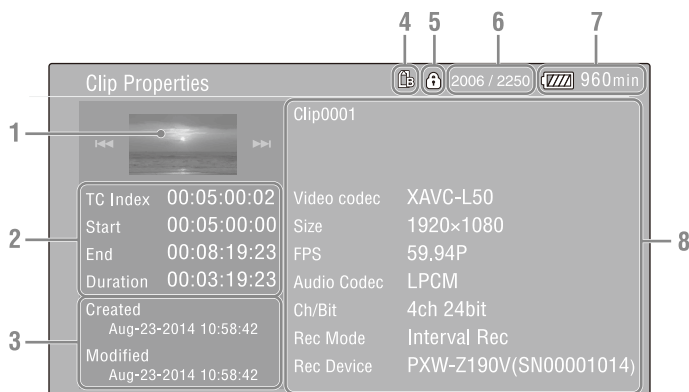 4 5 6 7
Clip Properties B 2006 / 2250 960min
1
Clip0001
TC Index 00:05:00:02
Start 00:05:00:00
End 00:08:19:23
Duration 00:03:19:23
2
Created
Aug-23-2014 10:58:42
Modified
Aug-23-2014 10:58:42
3
Video codec XAVC-L50
Size 1920×1080
FPS 59,94P
Audio Codec LPCM
Ch/Bit 4ch 24bit
Rec Mode Interval Rec
Rec Device PXW-Z190V(SN00001014)
8